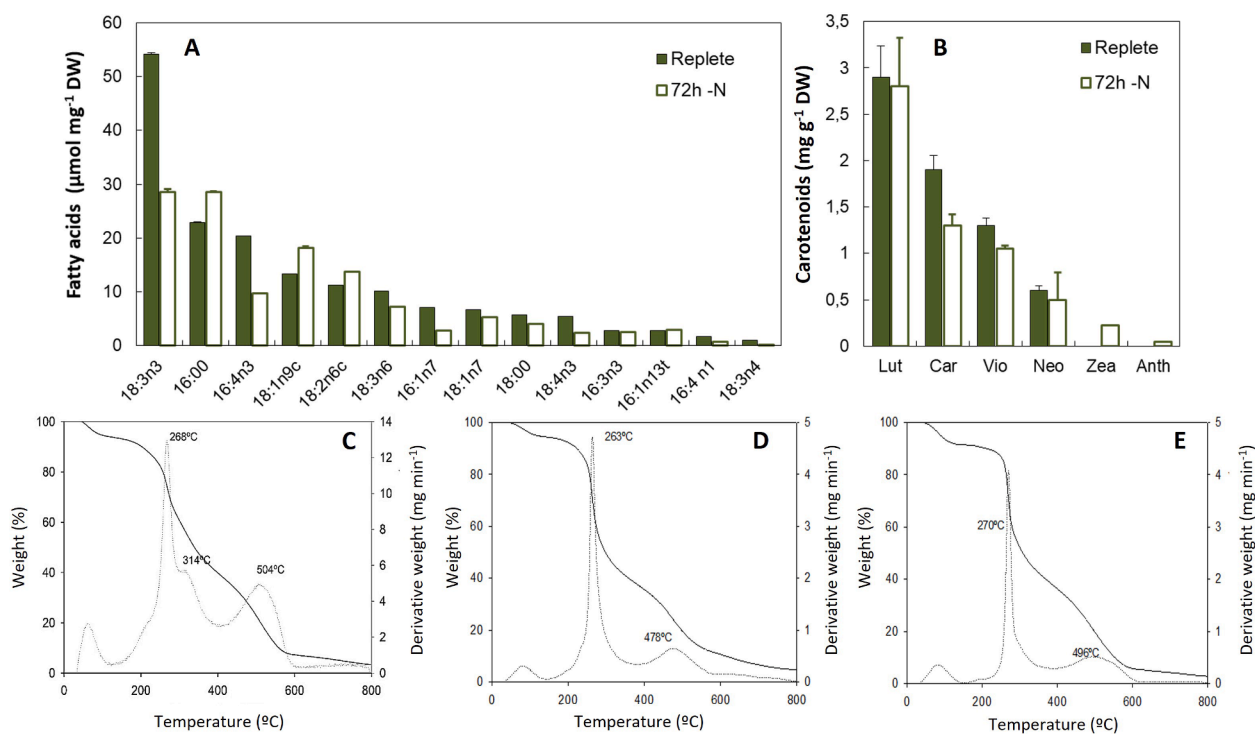 A
Replete
72h -N
Fatty acids (µmol mg⁻¹ DW)
60
50
40
30
20
10
0
18:3n3
16:00
16:4n3
18:1n9c
18:2n6c
18:3n6
16:1n7
18:1n7
18:00
18:4n3
16:3n3
16:1n13t
16:4 n1
18:3n4
B
Replete
72h -N
Carotenoids (mg g⁻¹ DW)
3,5
3
2,5
2
1,5
1
0,5
0
Lut Car Vio Neo Zea Anth
C
268ºC
314ºC
504ºC
Weight (%)
100
80
60
40
20
0
Derivative weight (mg min⁻¹)
14
12
10
8
6
4
2
0
0 200 400 600 800
Temperature (ºC)
D
263ºC
478ºC
Weight (%)
100
80
60
40
20
0
Derivative weight (mg min⁻¹)
5
4
3
2
1
0
0 200 400 600 800
Temperature (ºC)
E
270ºC
496ºC
Weight (%)
100
80
60
40
20
0
Derivative weight (mg min⁻¹)
5
4
3
2
1
0
0 200 400 600 800
Temperature (ºC)